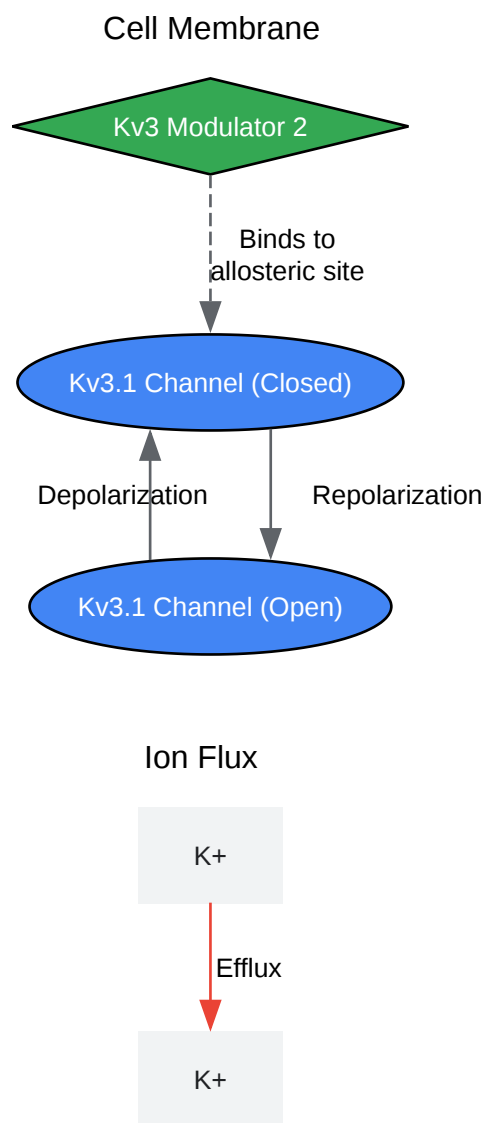 Cell Membrane
Kv3 Modulator 2
Binds to
allosteric site
Kv3.1 Channel (Closed)
Depolarization
Repolarization
Kv3.1 Channel (Open)
Ion Flux
K+
Efflux
K+